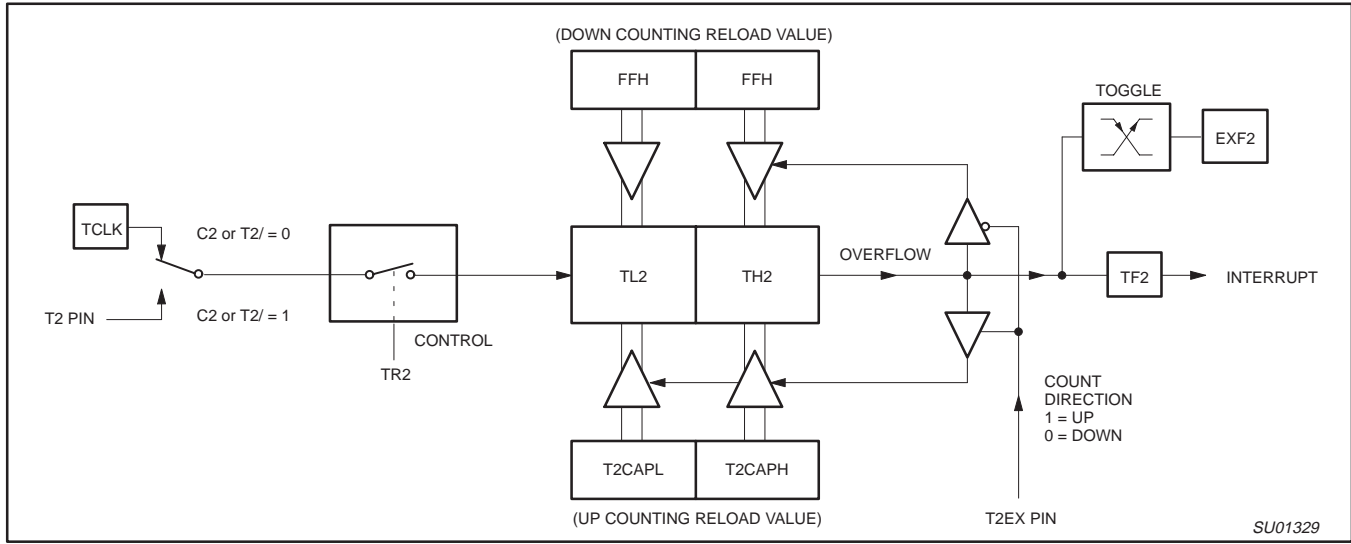 (DOWN COUNTING RELOAD VALUE)
FFH
FFH
TOGGLE
EXF2
TCLK
C2 or T2/ = 0
TL2
TH2
OVERFLOW
TF2
INTERRUPT
T2 PIN
C2 or T2/ = 1
CONTROL
TR2
COUNT
DIRECTION
1 = UP
0 = DOWN
T2CAPL
T2CAPH
(UP COUNTING RELOAD VALUE)
T2EX PIN
SU01329